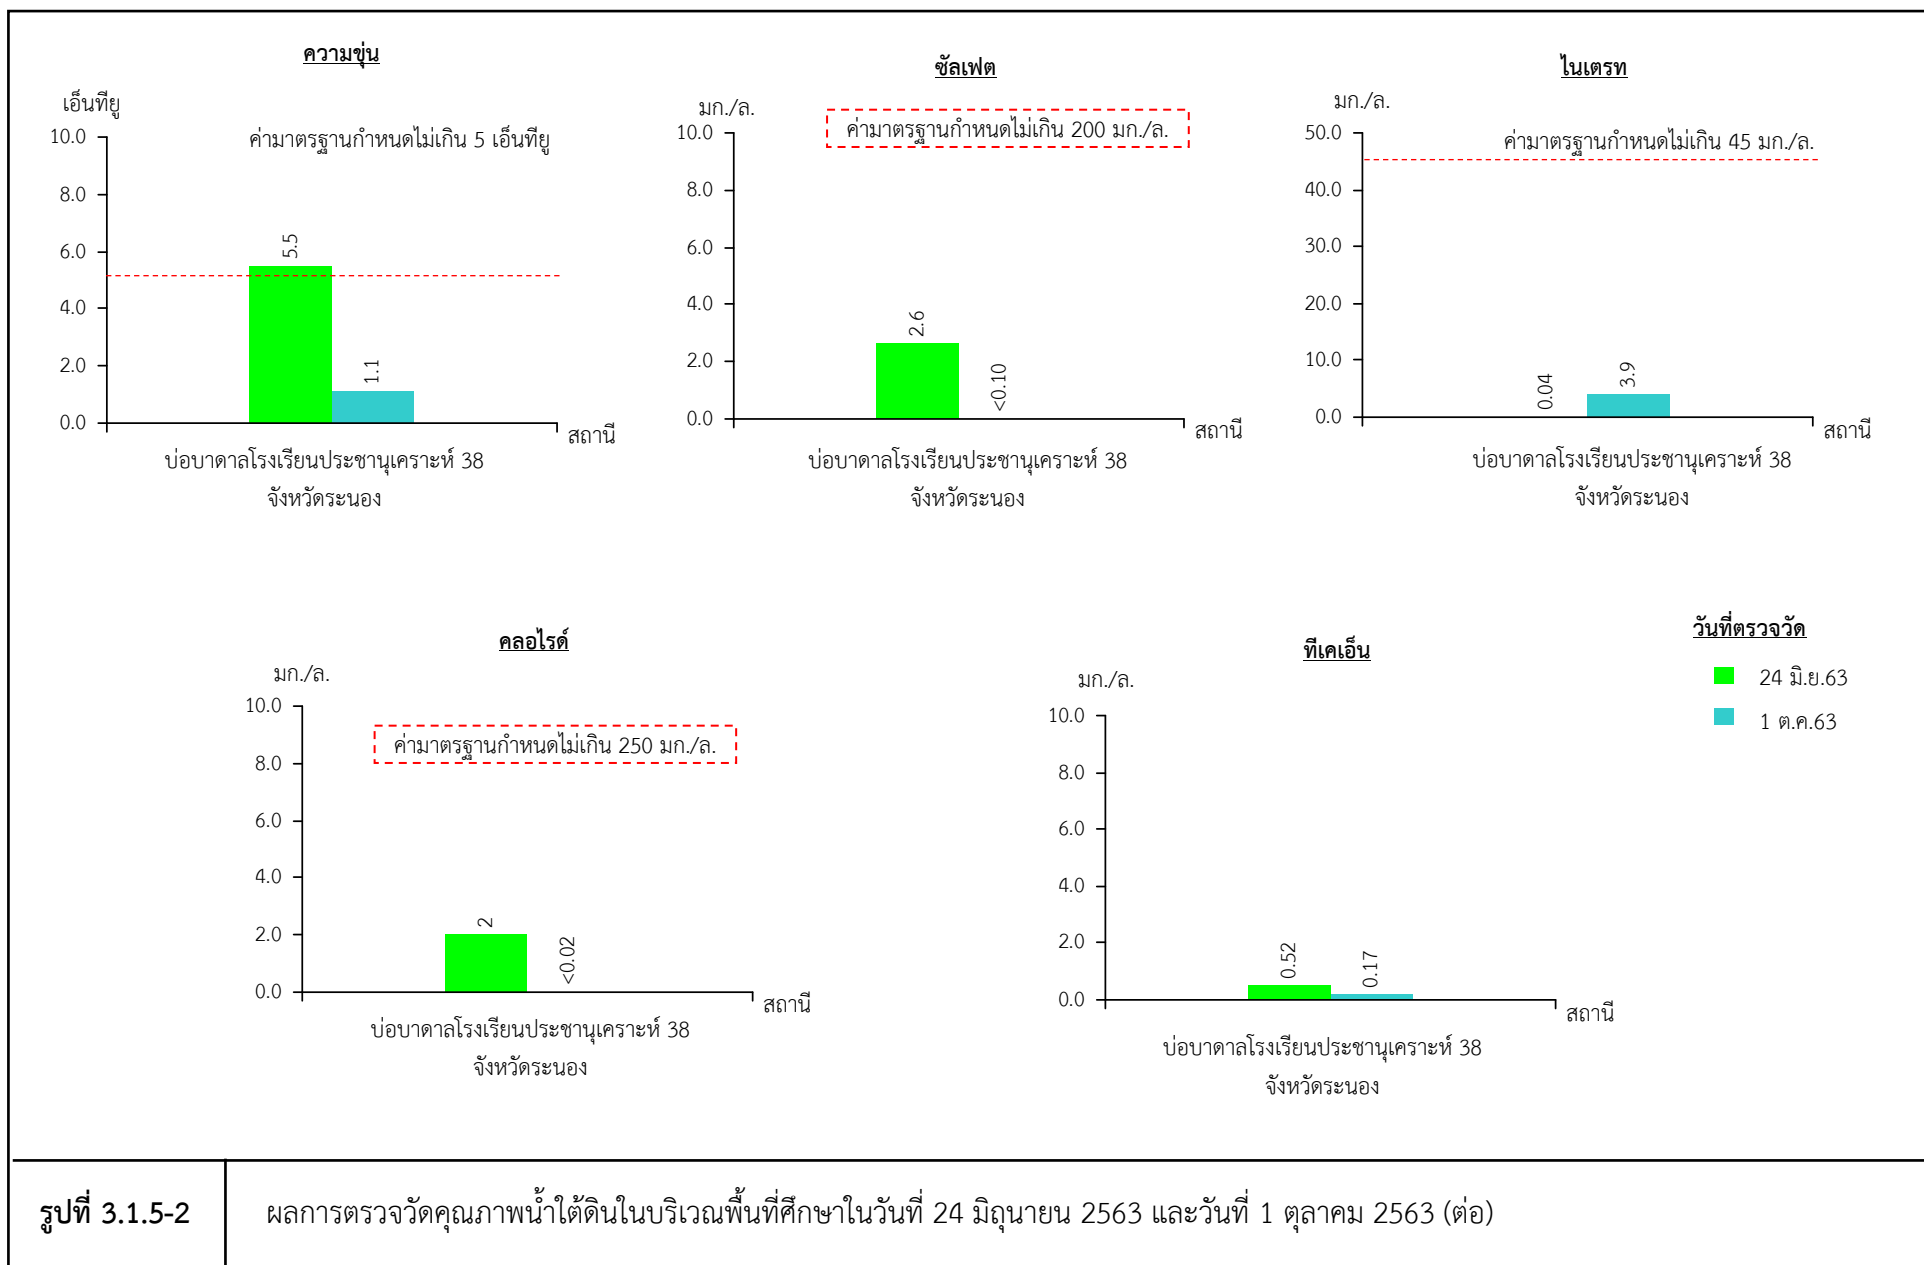 ความขุ่น
เอ็นทียู
ค่ามาตรฐานกำหนดไม่เกิน 5 เอ็นทียู
10.0
8.0
6.0
4.0
2.0
0.0
5.5
1.1
สถานี
บ่อบาดาลโรงเรียนประชานุเคราะห์ 38
จังหวัดระนอง
ซัลเฟต
มก./ล.
ค่ามาตรฐานกำหนดไม่เกิน 200 มก./ล.
10.0
8.0
6.0
4.0
2.0
0.0
2.6
<0.10
สถานี
บ่อบาดาลโรงเรียนประชานุเคราะห์ 38
จังหวัดระนอง
ไนเตรท
มก./ล.
ค่ามาตรฐานกำหนดไม่เกิน 45 มก./ล.
50.0
40.0
30.0
20.0
10.0
0.0
0.04
3.9
สถานี
บ่อบาดาลโรงเรียนประชานุเคราะห์ 38
จังหวัดระนอง
คลอไรด์
มก./ล.
ค่ามาตรฐานกำหนดไม่เกิน 250 มก./ล.
10.0
8.0
6.0
4.0
2.0
0.0
2
<0.02
สถานี
บ่อบาดาลโรงเรียนประชานุเคราะห์ 38
จังหวัดระนอง
ทีเคเอ็น
มก./ล.
10.0
8.0
6.0
4.0
2.0
0.0
0.52
0.17
สถานี
บ่อบาดาลโรงเรียนประชานุเคราะห์ 38
จังหวัดระนอง
วันที่ตรวจวัด
24 มิ.ย.63
1 ต.ค.63
รูปที่ 3.1.5-2
ผลการตรวจวัดคุณภาพน้ำใต้ดินในบริเวณพื้นที่ศึกษาในวันที่ 24 มิถุนายน 2563 และวันที่ 1 ตุลาคม 2563 (ต่อ)